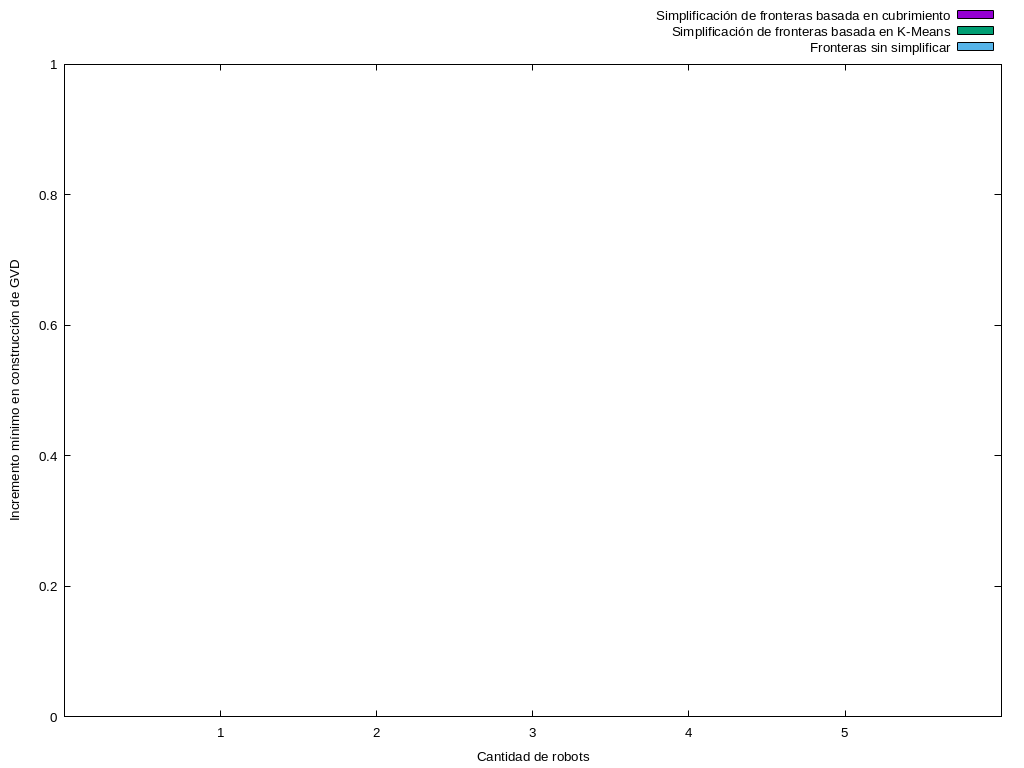 Simplificación de fronteras basada en cubrimiento
Simplificación de fronteras basada en K-Means
Fronteras sin simplificar
1
0.8
0.6
0.4
0.2
0
Incremento mínimo en construcción de GVD
1 2 3 4 5
Cantidad de robots